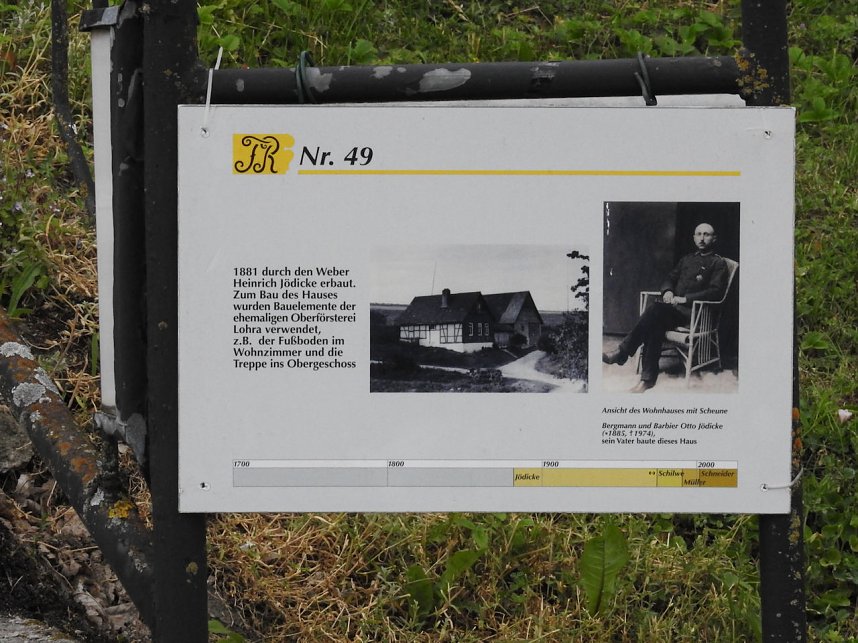 FR Nr. 49
1881 durch den Weber
Heinrich Jödicke erbaut.
Zum Bau des Hauses
wurden Bauelemente der
ehemaligen Oberförsterei
Lohra verwendet,
z.B. der Fußboden im
Wohnzimmer und die
Treppe ins Obergeschoss
Ansicht des Wohnhauses mit Scheune
Bergmann und Barbier Otto Jödicke
(*1885, †1974),
sein Vater baute dieses Haus
1700 1800 1900 2000
Jödicke ↔ Schilwe Schneider
Müller